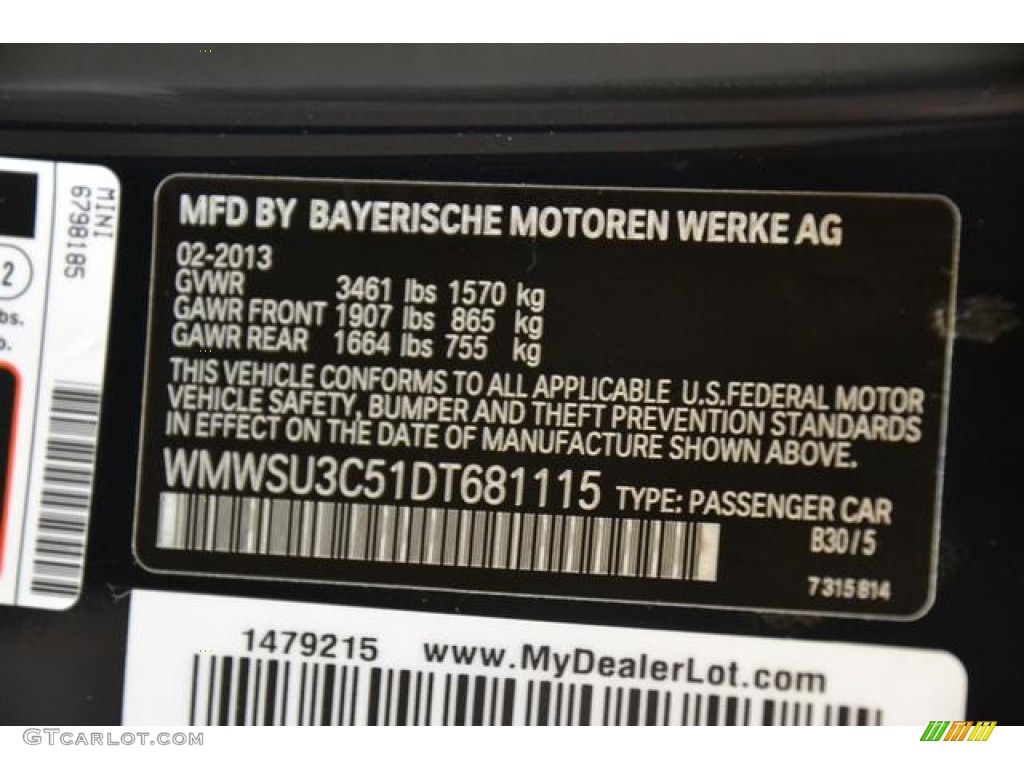 MINI
6798185
2
bs.
b.
MFD BY BAYERISCHE MOTOREN WERKE AG
02-2013
GVWR 3461 lbs 1570 kg
GAWR FRONT 1907 lbs 865 kg
GAWR REAR 1664 lbs 755 kg
THIS VEHICLE CONFORMS TO ALL APPLICABLE U.S.FEDERAL MOTOR
VEHICLE SAFETY, BUMPER AND THEFT PREVENTION STANDARDS
IN EFFECT ON THE DATE OF MANUFACTURE SHOWN ABOVE.
WMWSU3C51DT681115 TYPE: PASSENGER CAR
B30/5
7315814
1479215 www.MyDealerLot.com
GTCarlot.com